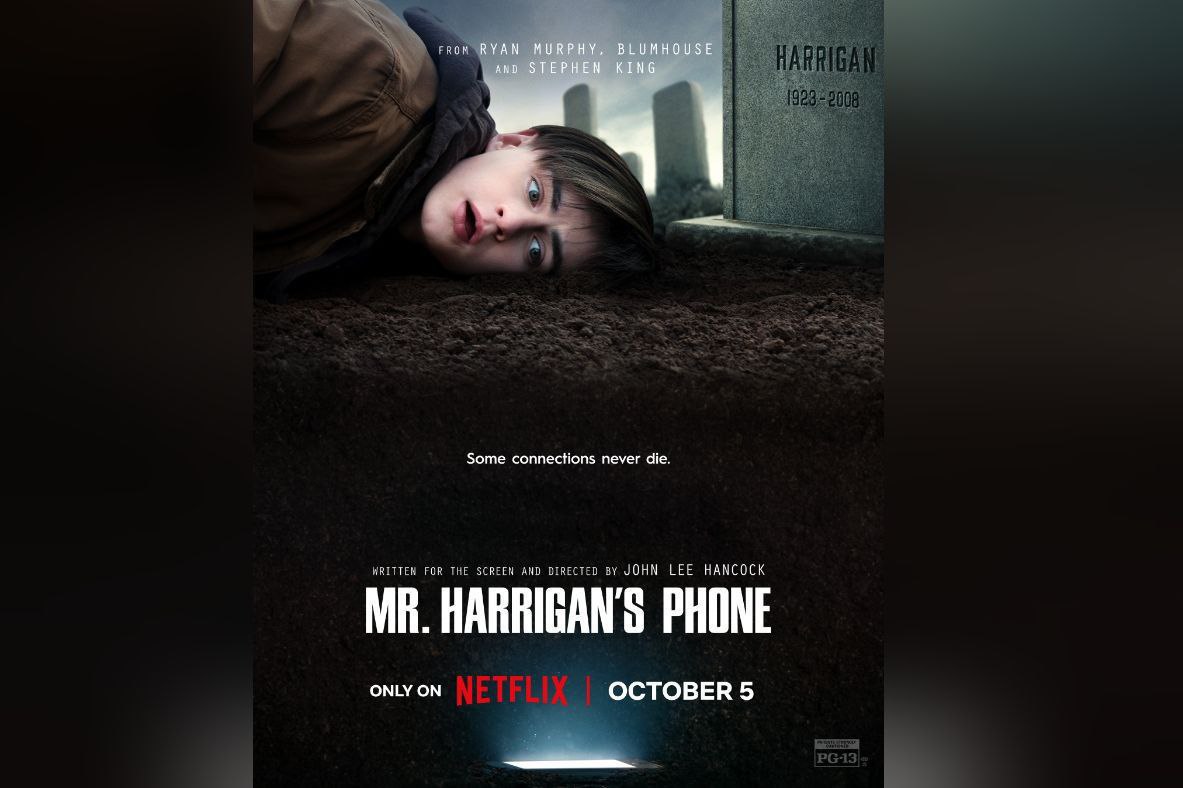 FROM RYAN MURPHY, BLUMHOUSE
AND STEPHEN KING
HARRIGAN
1923-2008
Some connections never die.
WRITTEN FOR THE SCREEN AND DIRECTED BY JOHN LEE HANCOCK
MR. HARRIGAN'S PHONE
ONLY ON NETFLIX | OCTOBER 5
PG-13